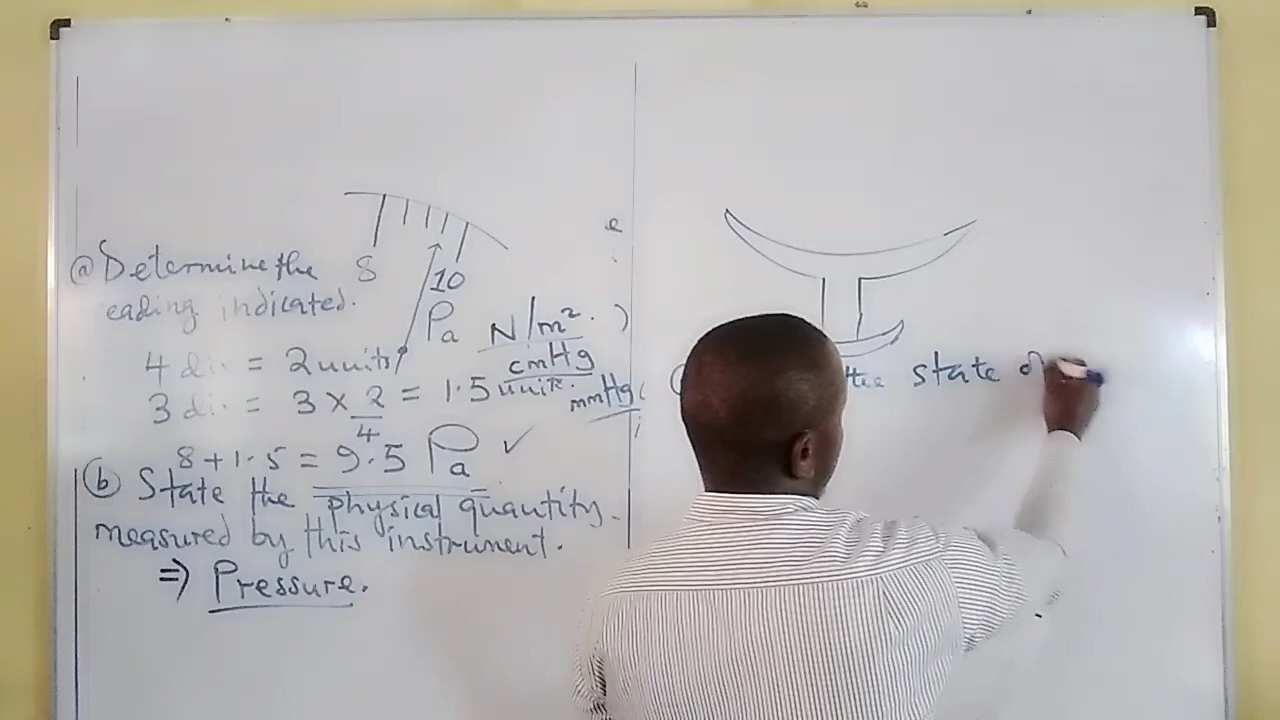 @ Determine the
eading indicated.
8
10
Pa
N/m².
cmHg
mmHg
4 div = 2 units
3 div = 3 x 2/4 = 1.5 units.
8 + 1.5 = 9.5 Pa ✓
(b) State the physical quantity
measured by this instrument.
⇒ Pressure.
the state of